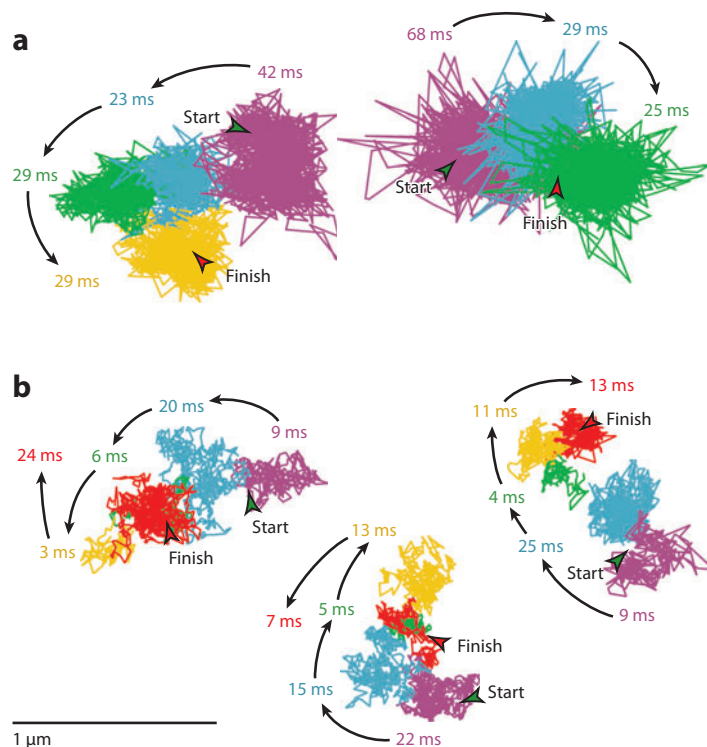 a
42 ms
23 ms
Start
29 ms
29 ms
Finish
68 ms
29 ms
25 ms
Start
Finish
b
20 ms
9 ms
24 ms
6 ms
3 ms
Start
Finish
13 ms
5 ms
7 ms
Finish
15 ms
Start
22 ms
13 ms
11 ms
Finish
4 ms
25 ms
Start
9 ms
1 µm